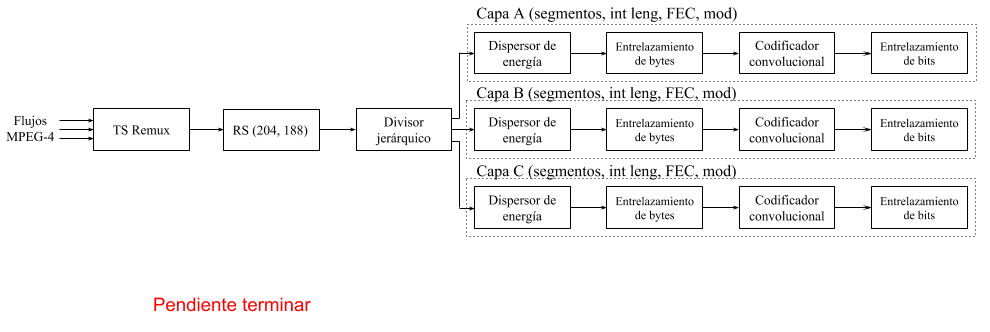 Flujos
MPEG-4
TS Remux
RS (204, 188)
Divisor
jerárquico
Capa A (segmentos, int leng, FEC, mod)
Dispersor de
energía
Entrelazamiento
de bytes
Codificador
convolucional
Entrelazamiento
de bits
Capa B (segmentos, int leng, FEC, mod)
Dispersor de
energía
Entrelazamiento
de bytes
Codificador
convolucional
Entrelazamiento
de bits
Capa C (segmentos, int leng, FEC, mod)
Dispersor de
energía
Entrelazamiento
de bytes
Codificador
convolucional
Entrelazamiento
de bits
Pendiente terminar